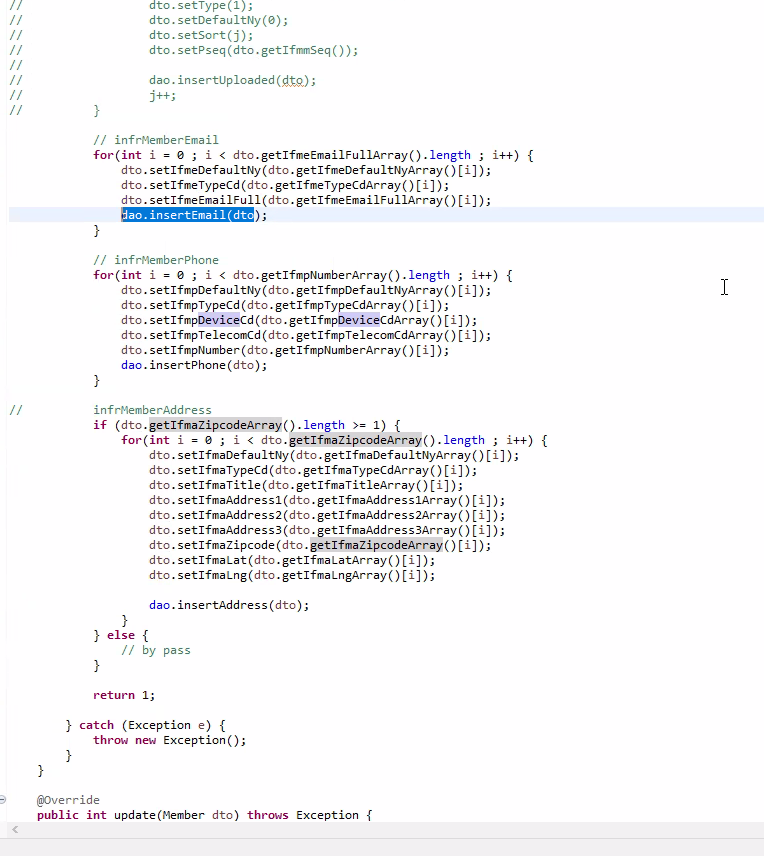 //                  dto.setType(1);
//                  dto.setDefaultNy(0);
//                  dto.setSort(j);
//                  dto.setPseq(dto.getIfmmSeq());
//
//                  dao.insertUploaded(dto);
//                  j++;
//          }
            // infrMemberEmail
            for(int i = 0 ; i < dto.getIfmeEmailFullArray().length ; i++) {
                dto.setIfmeDefaultNy(dto.getIfmeDefaultNyArray()[i]);
                dto.setIfmeTypeCd(dto.getIfmeTypeCdArray()[i]);
                dto.setIfmeEmailFull(dto.getIfmeEmailFullArray()[i]);
                dao.insertEmail(dto);
            }
            // infrMemberPhone
            for(int i = 0 ; i < dto.getIfmpNumberArray().length ; i++) {
                dto.setIfmpDefaultNy(dto.getIfmpDefaultNyArray()[i]);
                dto.setIfmpTypeCd(dto.getIfmpTypeCdArray()[i]);
                dto.setIfmpDeviceCd(dto.getIfmpDeviceCdArray()[i]);
                dto.setIfmpTelecomCd(dto.getIfmpTelecomCdArray()[i]);
                dto.setIfmpNumber(dto.getIfmpNumberArray()[i]);
                dao.insertPhone(dto);
            }
//          infrMemberAddress
            if (dto.getIfmaZipcodeArray().length >= 1) {
                for(int i = 0 ; i < dto.getIfmaZipcodeArray().length ; i++) {
                    dto.setIfmaDefaultNy(dto.getIfmaDefaultNyArray()[i]);
                    dto.setIfmaTypeCd(dto.getIfmaTypeCdArray()[i]);
                    dto.setIfmaTitle(dto.getIfmaTitleArray()[i]);
                    dto.setIfmaAddress1(dto.getIfmaAddress1Array()[i]);
                    dto.setIfmaAddress2(dto.getIfmaAddress2Array()[i]);
                    dto.setIfmaAddress3(dto.getIfmaAddress3Array()[i]);
                    dto.setIfmaZipcode(dto.getIfmaZipcodeArray()[i]);
                    dto.setIfmaLat(dto.getIfmaLatArray()[i]);
                    dto.setIfmaLng(dto.getIfmaLngArray()[i]);
                    dao.insertAddress(dto);
                }
            } else {
                // by pass
            }
            return 1;
        } catch (Exception e) {
            throw new Exception();
        }
    }
    @Override
    public int update(Member dto) throws Exception {